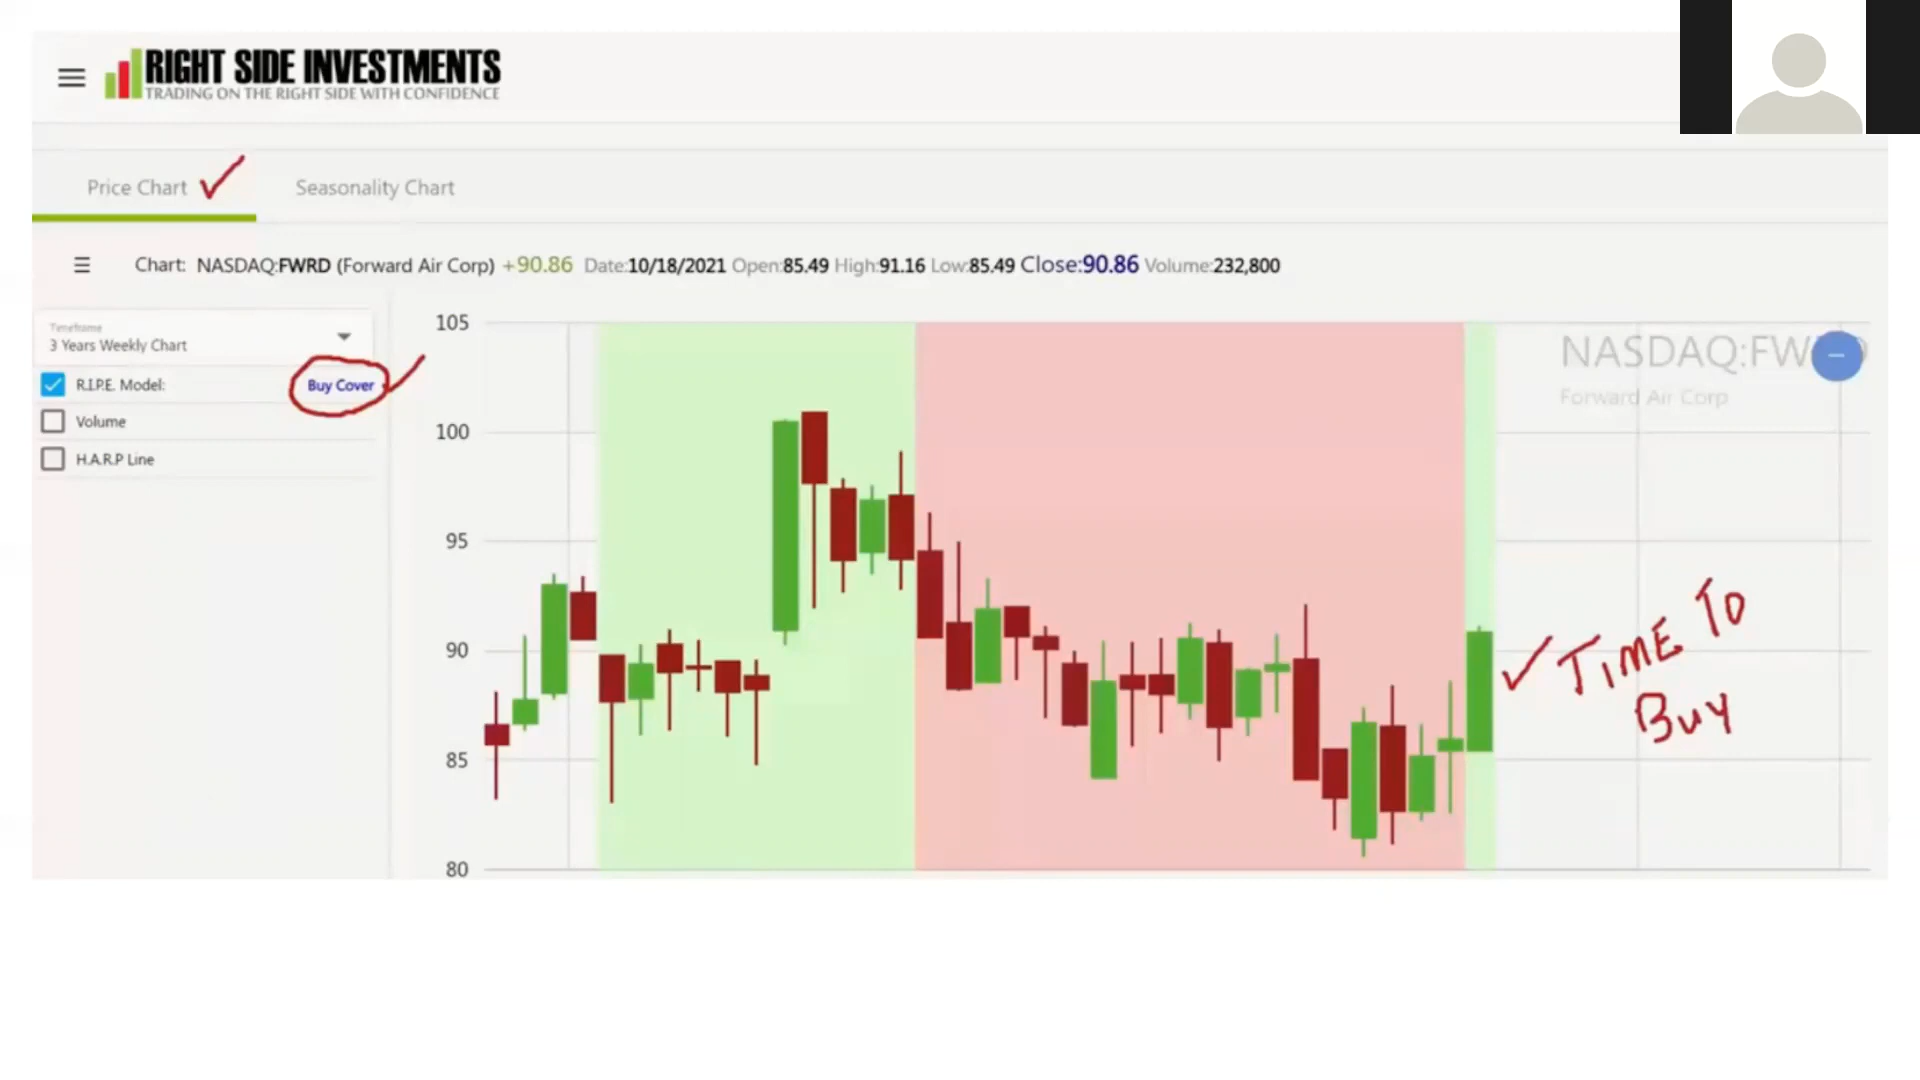 RIGHT SIDE INVESTMENTS
TRADING ON THE RIGHT SIDE WITH CONFIDENCE
Price Chart Seasonality Chart
Chart: NASDAQ:FWRD (Forward Air Corp) +90.86 Date:10/18/2021 Open:85.49 High:91.16 Low:85.49 Close:90.86 Volume:232,800
Timeframe
3 Years Weekly Chart
R.I.P.E. Model: Buy Cover
Volume
H.A.R.P Line
105
100
95
90
85
80
Forward Air Corp
TIME TO
BUY